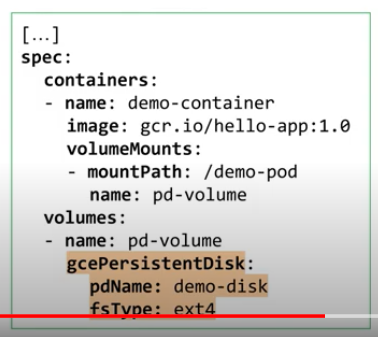 [...]
spec:
  containers:
  - name: demo-container
    image: gcr.io/hello-app:1.0
    volumeMounts:
    - mountPath: /demo-pod
      name: pd-volume
  volumes:
  - name: pd-volume
    gcePersistentDisk:
      pdName: demo-disk
      fsType: ext4